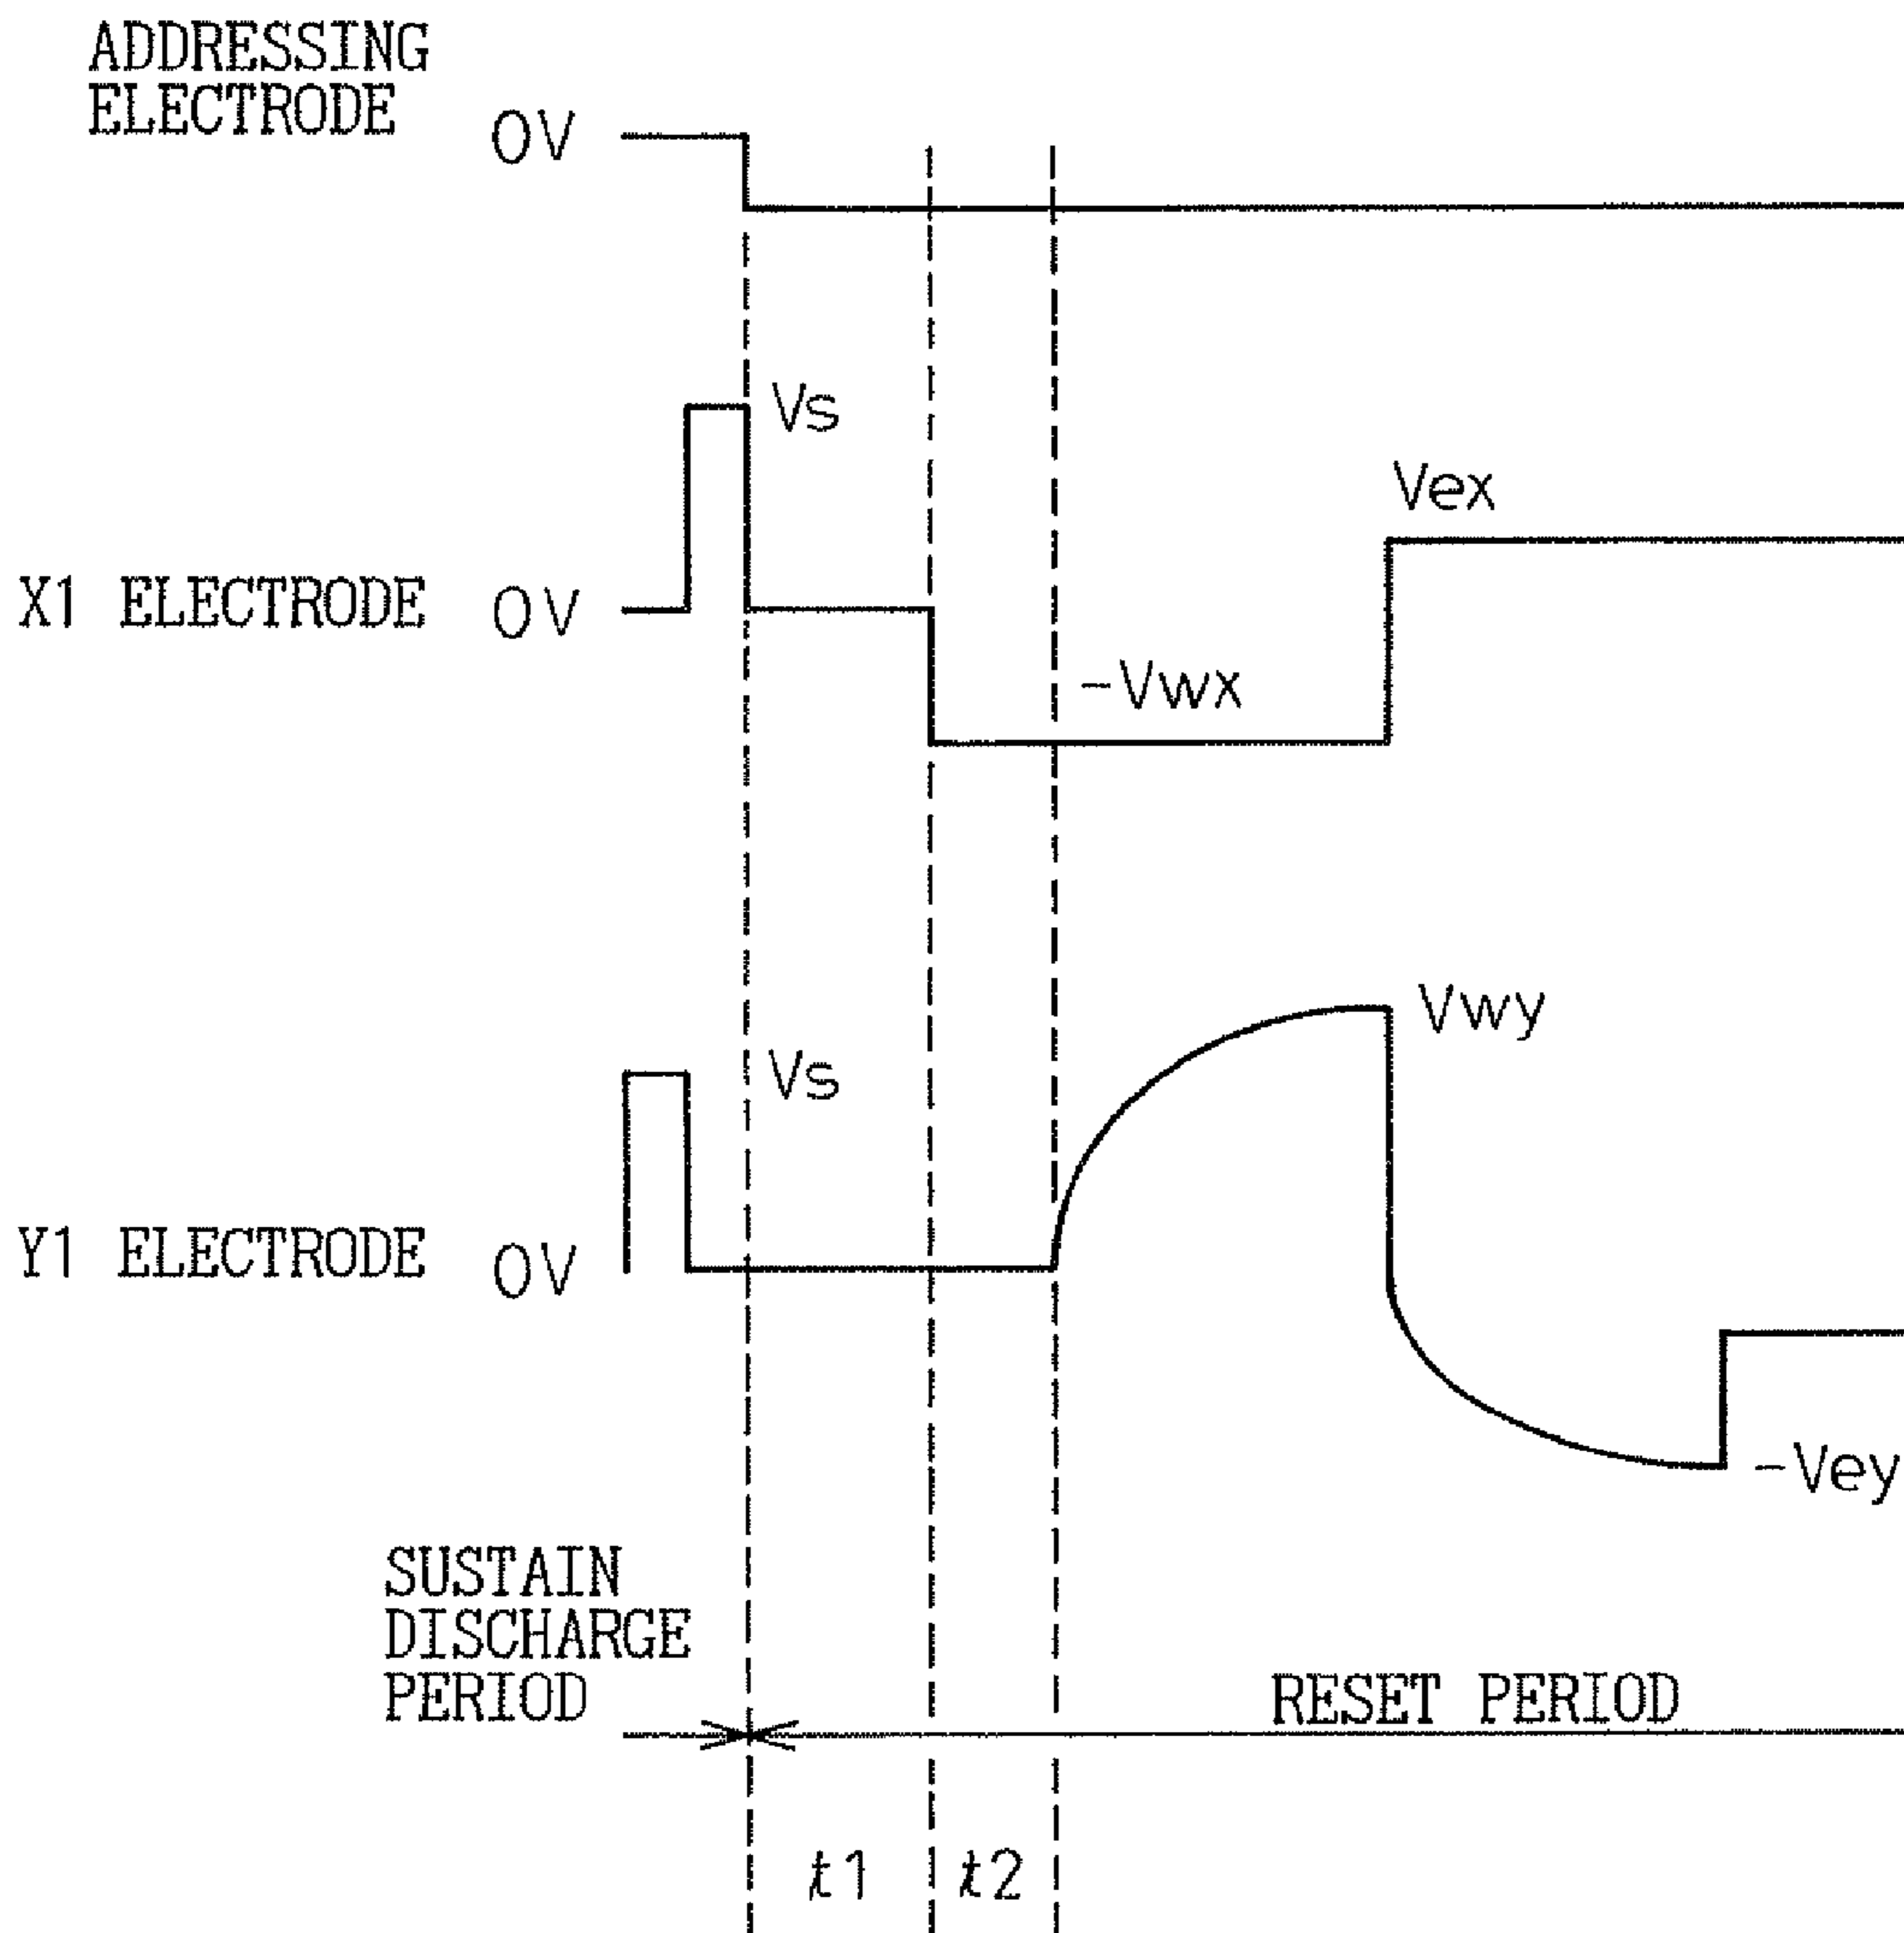 ADDRESSING
ELECTRODE
0V
Vs
Vex
X1 ELECTRODE
0V
-Vwx
Vwy
Vs
Y1 ELECTRODE
0V
-Vey
SUSTAIN
DISCHARGE
PERIOD
RESET PERIOD
t1
t2